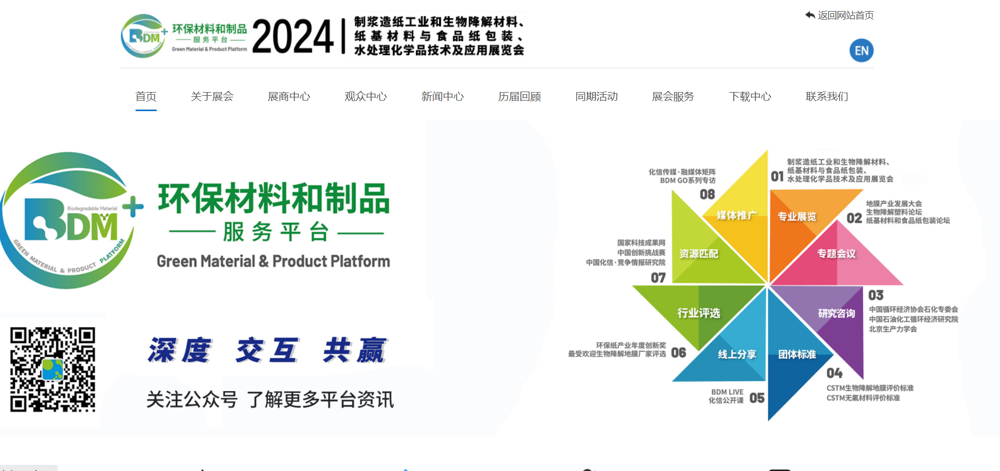 BDM+
环保材料和制品
服务平台
Green Material & Product Platform
2024
制浆造纸工业和生物降解材料、
纸基材料与食品纸包装、
水处理化学品技术及应用展览会
返回网站首页
EN
首页 关于展会 展商中心 观众中心 新闻中心 历届回顾 同期活动 展会服务 下载中心 联系我们
Biodegradable Material
BDM+
GREEN MATERIAL & PRODUCT PLATFORM
环保材料和制品
服务平台
Green Material & Product Platform
深度 交互 共赢
关注公众号 了解更多平台资讯
01
制浆造纸工业和生物降解材料、
纸基材料与食品纸包装、
水处理化学品技术及应用展览会
专业展览
02
地膜产业发展大会
生物降解塑料论坛
纸基材料和食品纸包装论坛
专题会议
03
中国循环经济协会石化专委会
中国石油化工循环经济研究院
北京生产力学会
研究咨询
04
CSTM生物降解地膜评价标准
CSTM无氟材料评价标准
团体标准
BDM LIVE
化信公开课
05
线上分享
环保纸产业年度创新奖
最受欢迎生物降解地膜厂家评选
06
行业评选
国家科技成果网
中国创新挑战赛
中国化信·竞争情报研究院
07
资源匹配
化信传媒·融媒体矩阵
BDM GO系列专访
08
媒体推广